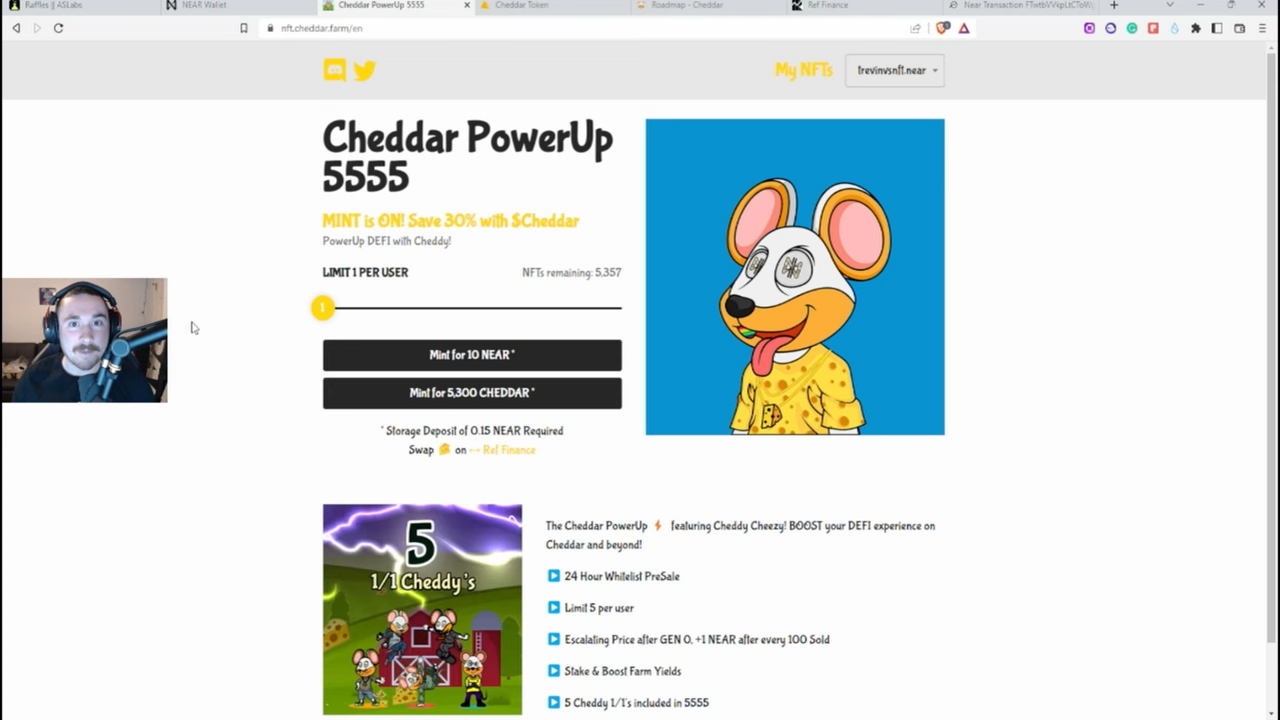 Raffles || ASLabs
NEAR Wallet
Cheddar PowerUp 5555
Cheddar Token
Roadmap - Cheddar
Ref Finance
nft.cheddar.farm/en
My NFTs
trevinvsnft.near
Cheddar PowerUp
5555
MINT is ON! Save 30% with $Cheddar
PowerUp DEFI with Cheddy!
LIMIT 1 PER USER
NFTs remaining: 5,357
1
Mint for 10 NEAR *
Mint for 5,300 CHEDDAR *
* Storage Deposit of 0.15 NEAR Required
Swap 🧀 on ↔ Ref Finance
5
1/1 Cheddy's
The Cheddar PowerUp ⚡ featuring Cheddy Cheezy! BOOST your DEFI experience on
Cheddar and beyond!
▶ 24 Hour Whitelist PreSale
▶ Limit 5 per user
▶ Escalating Price after GEN 0, +1 NEAR after every 100 Sold
▶ Stake & Boost Farm Yields
▶ 5 Cheddy 1/1's included in 5555